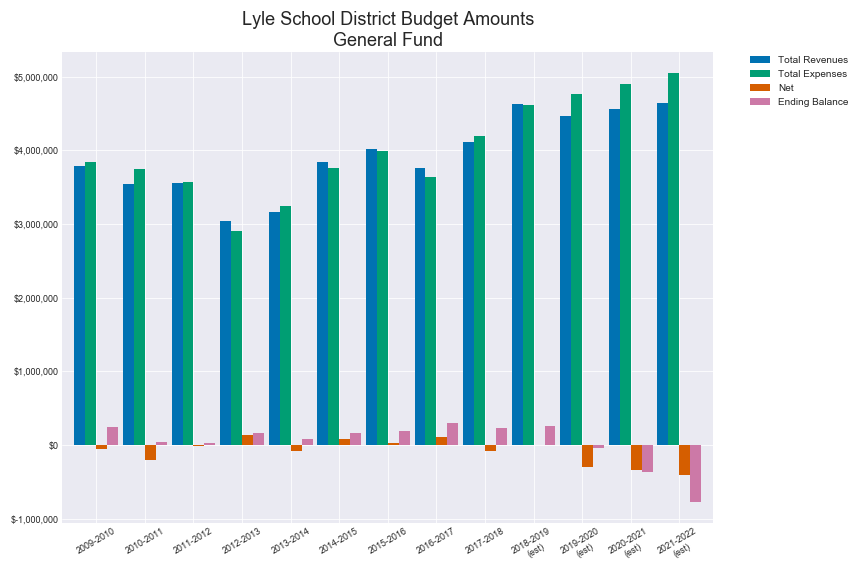 Lyle School District Budget Amounts
General Fund
Total Revenues
Total Expenses
Net
Ending Balance
$5,000,000
$4,000,000
$3,000,000
$2,000,000
$1,000,000
$0
$-1,000,000
2009-2010
2010-2011
2011-2012
2012-2013
2013-2014
2014-2015
2015-2016
2016-2017
2017-2018
2018-2019
(est)
2019-2020
(est)
2020-2021
(est)
2021-2022
(est)